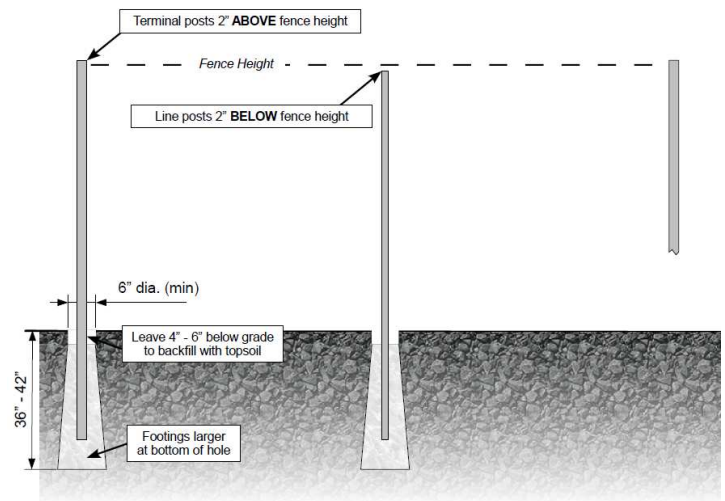 Terminal posts 2” ABOVE fence height
Fence Height
Line posts 2” BELOW fence height
6” dia. (min)
Leave 4” - 6” below grade
to backfill with topsoil
36” - 42”
Footings larger
at bottom of hole